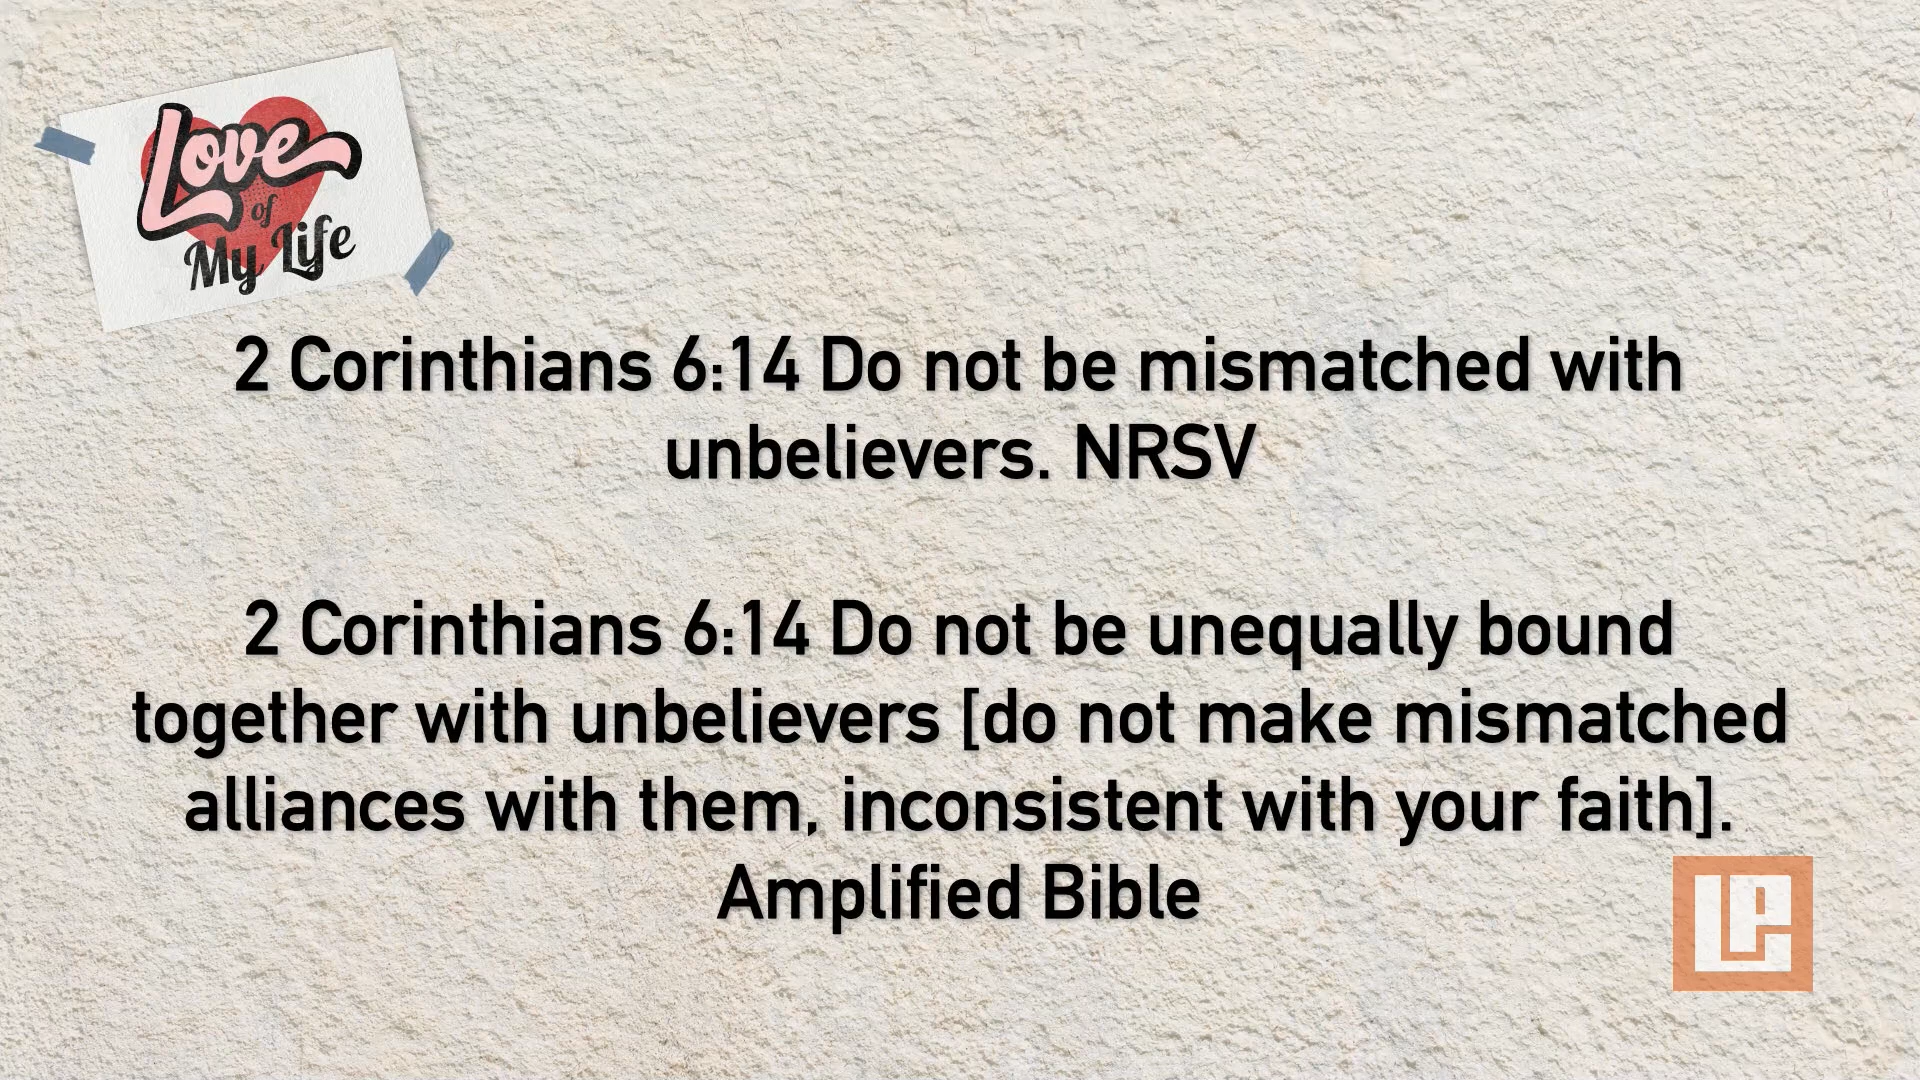 Love
of
My Life
2 Corinthians 6:14 Do not be mismatched with
unbelievers. NRSV
2 Corinthians 6:14 Do not be unequally bound
together with unbelievers [do not make mismatched
alliances with them, inconsistent with your faith].
Amplified Bible
LP